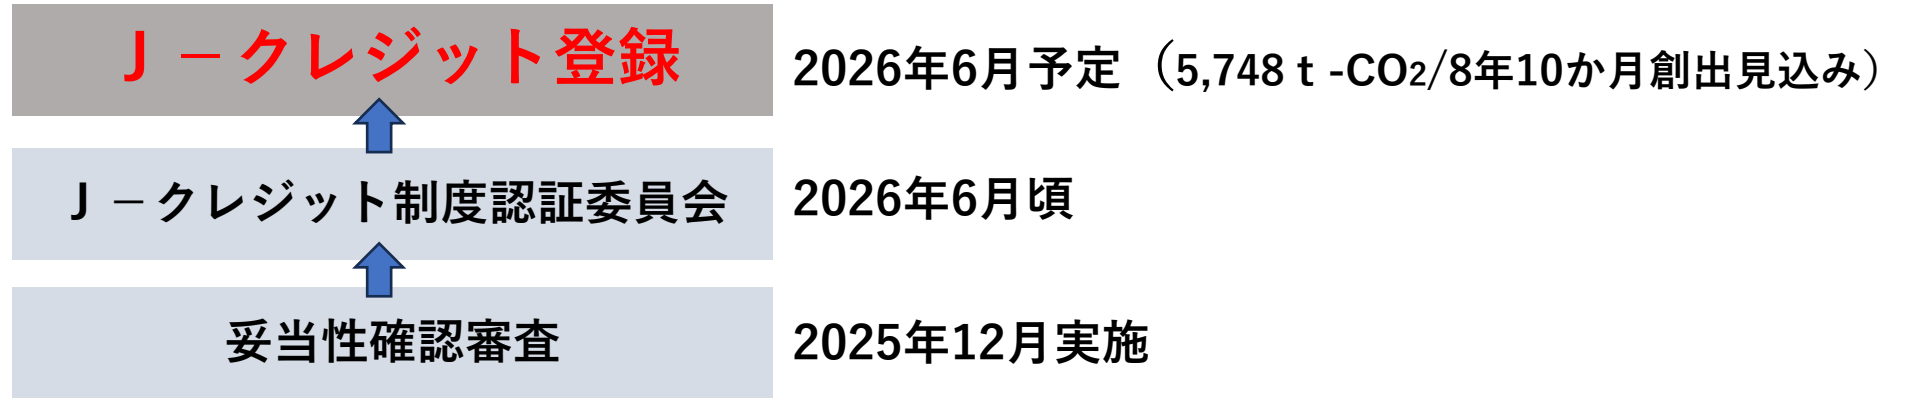 J－クレジット登録
2026年6月予定（5,748ｔ-CO2/8年10か月創出見込み）
J－クレジット制度認証委員会
2026年6月頃
妥当性確認審査
2025年12月実施